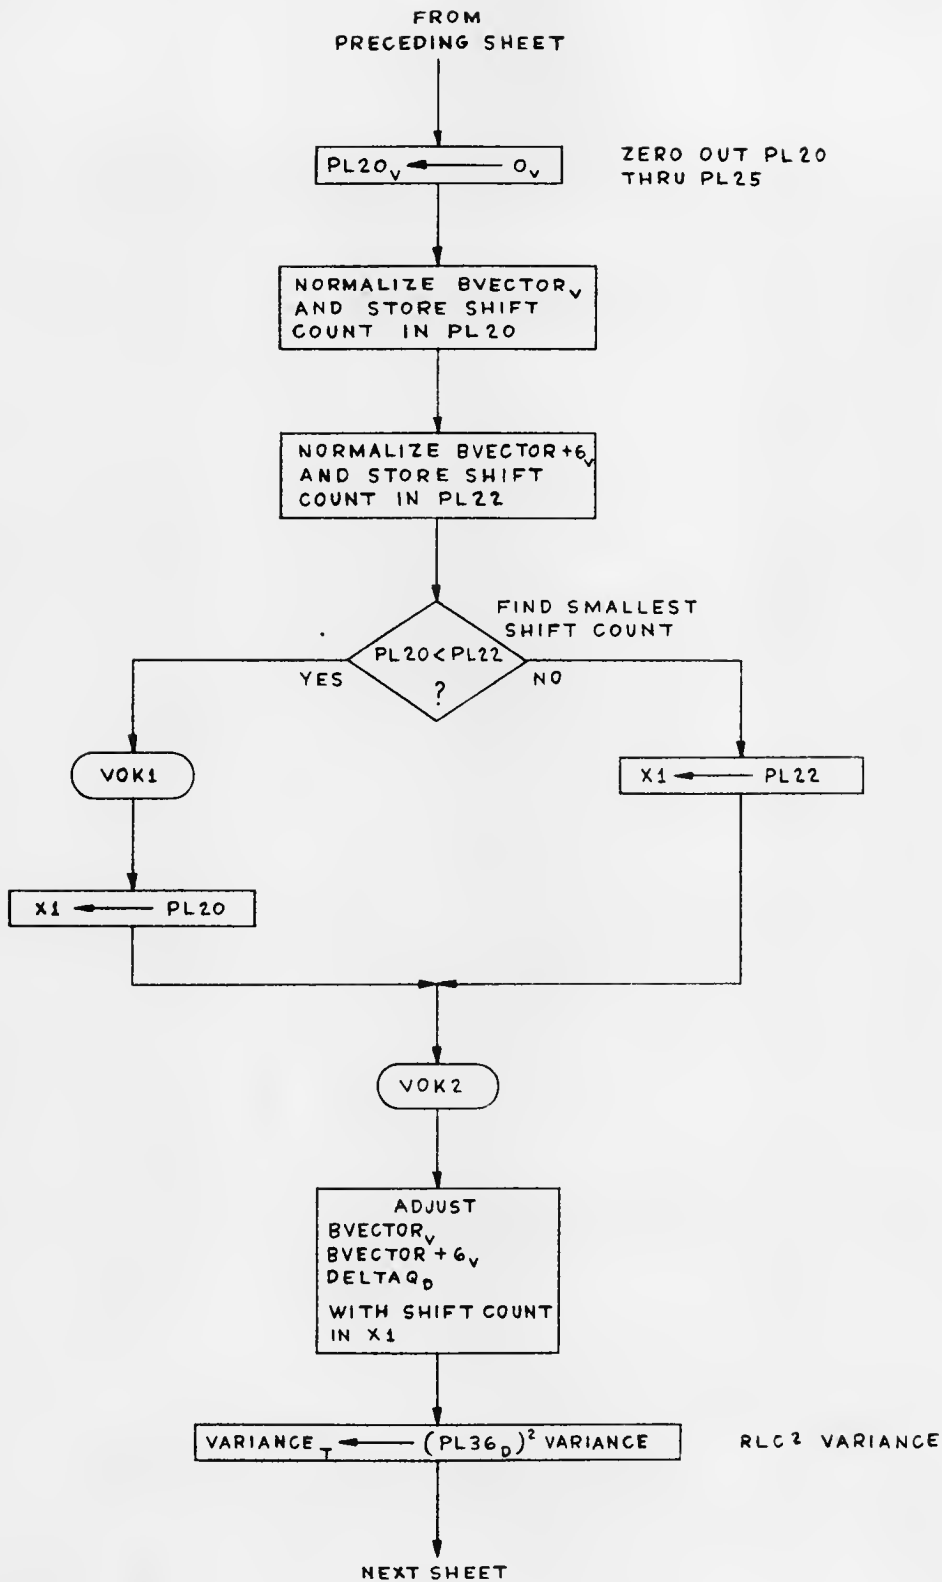 FROM
PRECEDING SHEET
PL20V ← 0V
ZERO OUT PL20
THRU PL25
NORMALIZE BVECTORV
AND STORE SHIFT
COUNT IN PL20
NORMALIZE BVECTOR+6V
AND STORE SHIFT
COUNT IN PL22
FIND SMALLEST
SHIFT COUNT
PL20<PL22
?
YES
NO
VOK1
X1 ← PL22
X1 ← PL20
VOK2
ADJUST
BVECTORV
BVECTOR+6V
DELTAQD
WITH SHIFT COUNT
IN X1
VARIANCET ← (PL36D)² VARIANCE
RLC² VARIANCE
NEXT SHEET